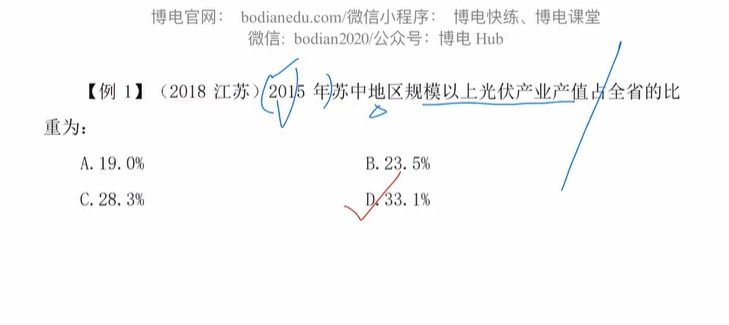 博电官网： bodianedu.com/微信小程序： 博电快练、博电课堂
微信：bodian2020/公众号：博电 Hub
【例 1】（2018 江苏）2015 年苏中地区规模以上光伏产业产值占全省的比
重为：
A. 19. 0%
B. 23. 5%
C. 28. 3%
D. 33. 1%